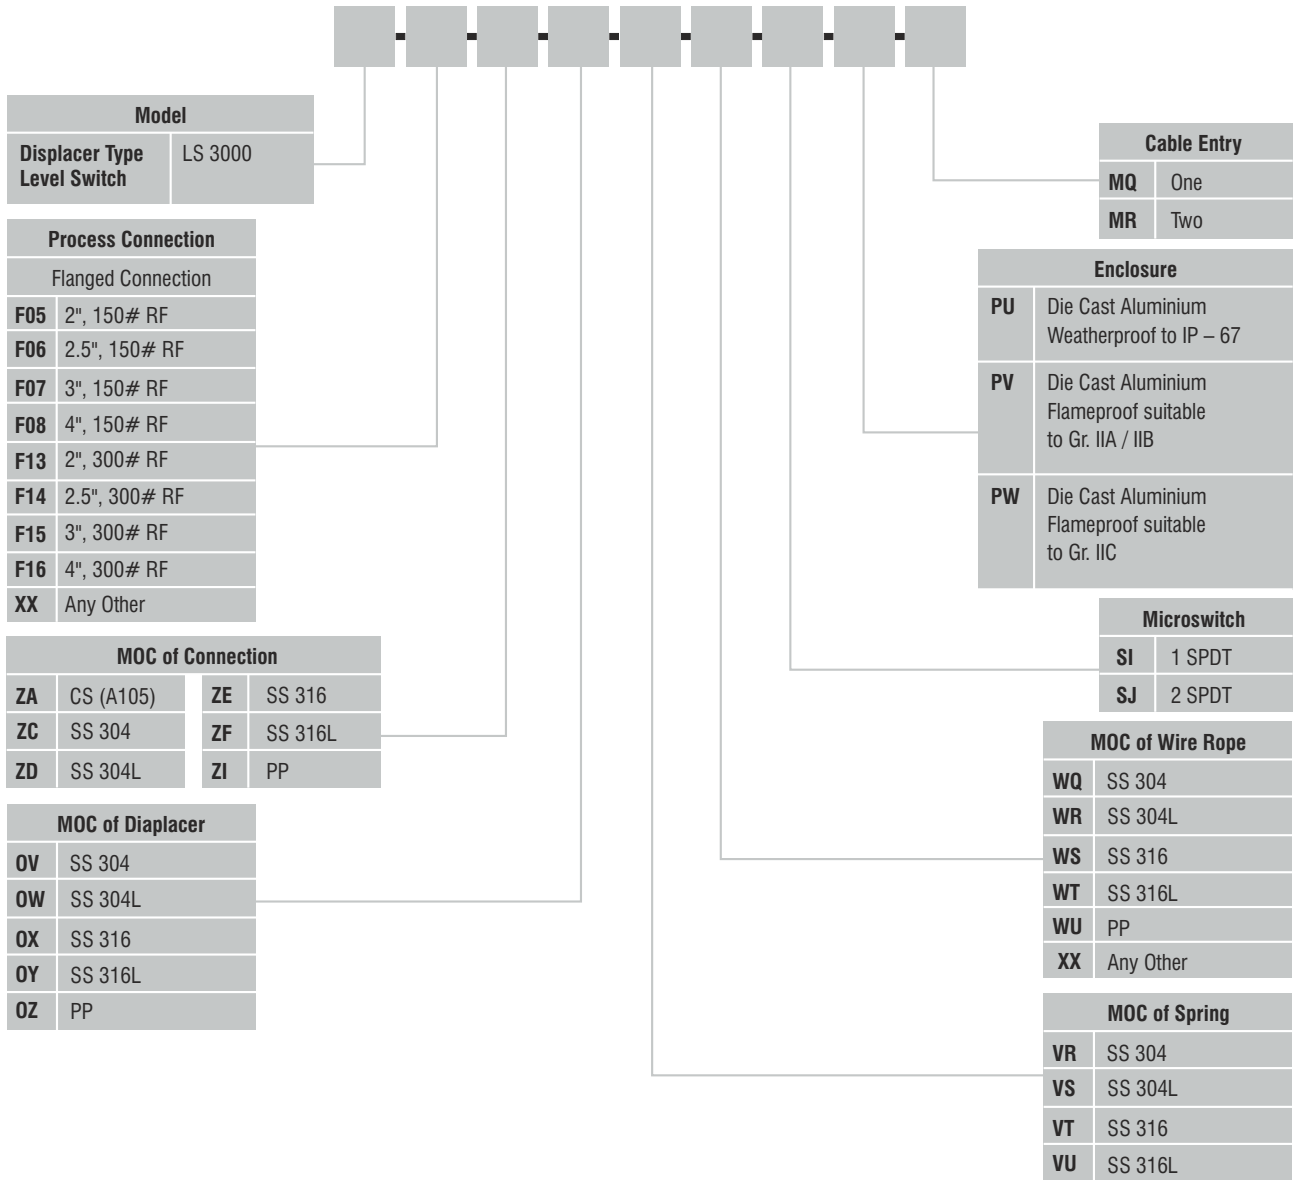 Model
Displacer Type LS 3000
Level Switch
Process Connection
Flanged Connection
F05 2", 150# RF
F06 2.5", 150# RF
F07 3", 150# RF
F08 4", 150# RF
F13 2", 300# RF
F14 2.5", 300# RF
F15 3", 300# RF
F16 4", 300# RF
XX Any Other
MOC of Connection
ZA CS (A105) ZE SS 316
ZC SS 304 ZF SS 316L
ZD SS 304L ZI PP
MOC of Diaplacer
OV SS 304
OW SS 304L
OX SS 316
OY SS 316L
OZ PP
Cable Entry
MQ One
MR Two
Enclosure
PU Die Cast Aluminium
Weatherproof to IP – 67
PV Die Cast Aluminium
Flameproof suitable
to Gr. IIA / IIB
PW Die Cast Aluminium
Flameproof suitable
to Gr. IIC
Microswitch
SI 1 SPDT
SJ 2 SPDT
MOC of Wire Rope
WQ SS 304
WR SS 304L
WS SS 316
WT SS 316L
WU PP
XX Any Other
MOC of Spring
VR SS 304
VS SS 304L
VT SS 316
VU SS 316L